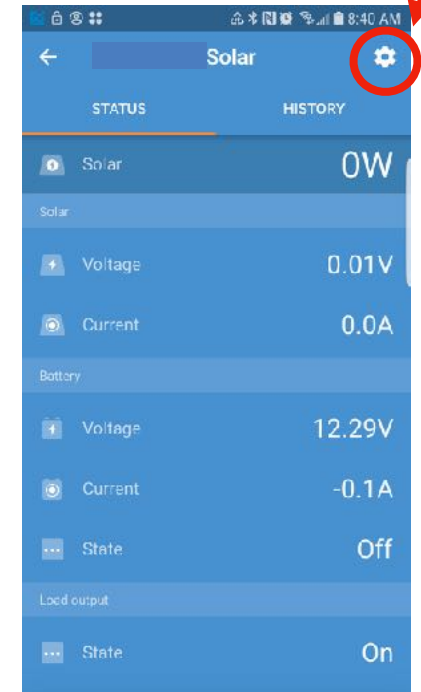 8:40 AM
Solar
STATUS HISTORY
Solar 0W
Solar
Voltage 0.01V
Current 0.0A
Battery
Voltage 12.29V
Current -0.1A
State Off
Load output
State On